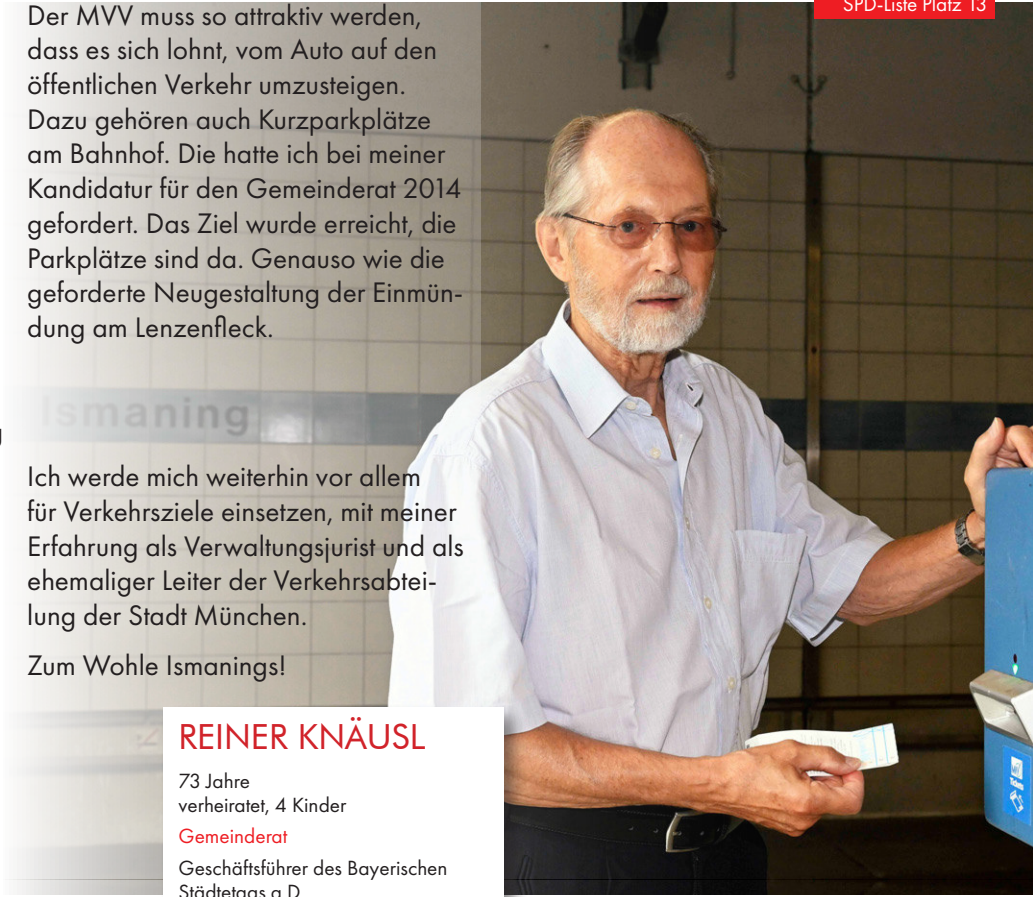 SPD-Liste Platz 13
Der MVV muss so attraktiv werden,
dass es sich lohnt, vom Auto auf den
öffentlichen Verkehr umzusteigen.
Dazu gehören auch Kurzparkplätze
am Bahnhof. Die hatte ich bei meiner
Kandidatur für den Gemeinderat 2014
gefordert. Das Ziel wurde erreicht, die
Parkplätze sind da. Genauso wie die
geforderte Neugestaltung der Einmün-
dung am Lenzenfleck.
Ismaning
Ich werde mich weiterhin vor allem
für Verkehrsziele einsetzen, mit meiner
Erfahrung als Verwaltungsjurist und als
ehemaliger Leiter der Verkehrsabtei-
lung der Stadt München.
Zum Wohle Ismanings!
REINER KNÄUSL
73 Jahre
verheiratet, 4 Kinder
Gemeinderat
Geschäftsführer des Bayerischen
Städtetags a.D.
MVV
Tickets